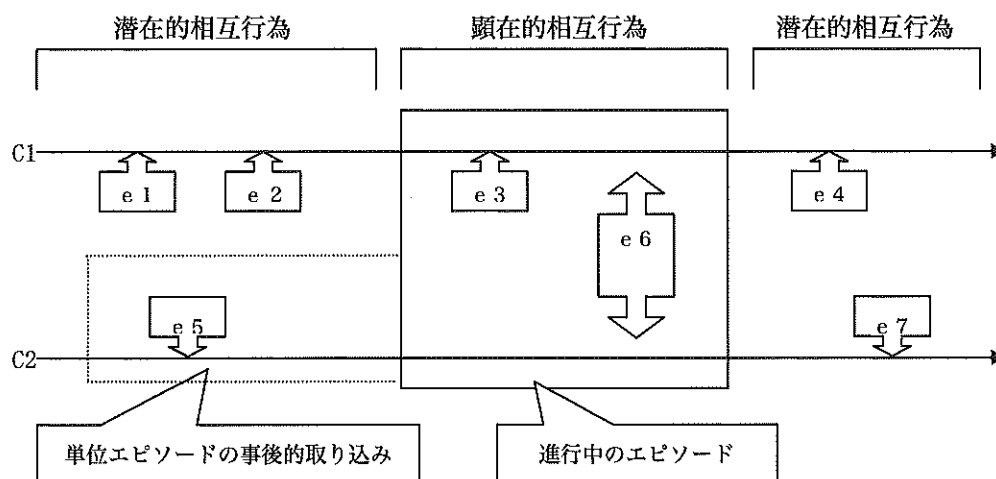 潜在的相互行為 顕在的相互行為 潜在的相互行為
C1
e 1 e 2 e 3 e 4
e 6
e 5 e 7
C2
単位エピソードの事後的取り込み 進行中のエピソード